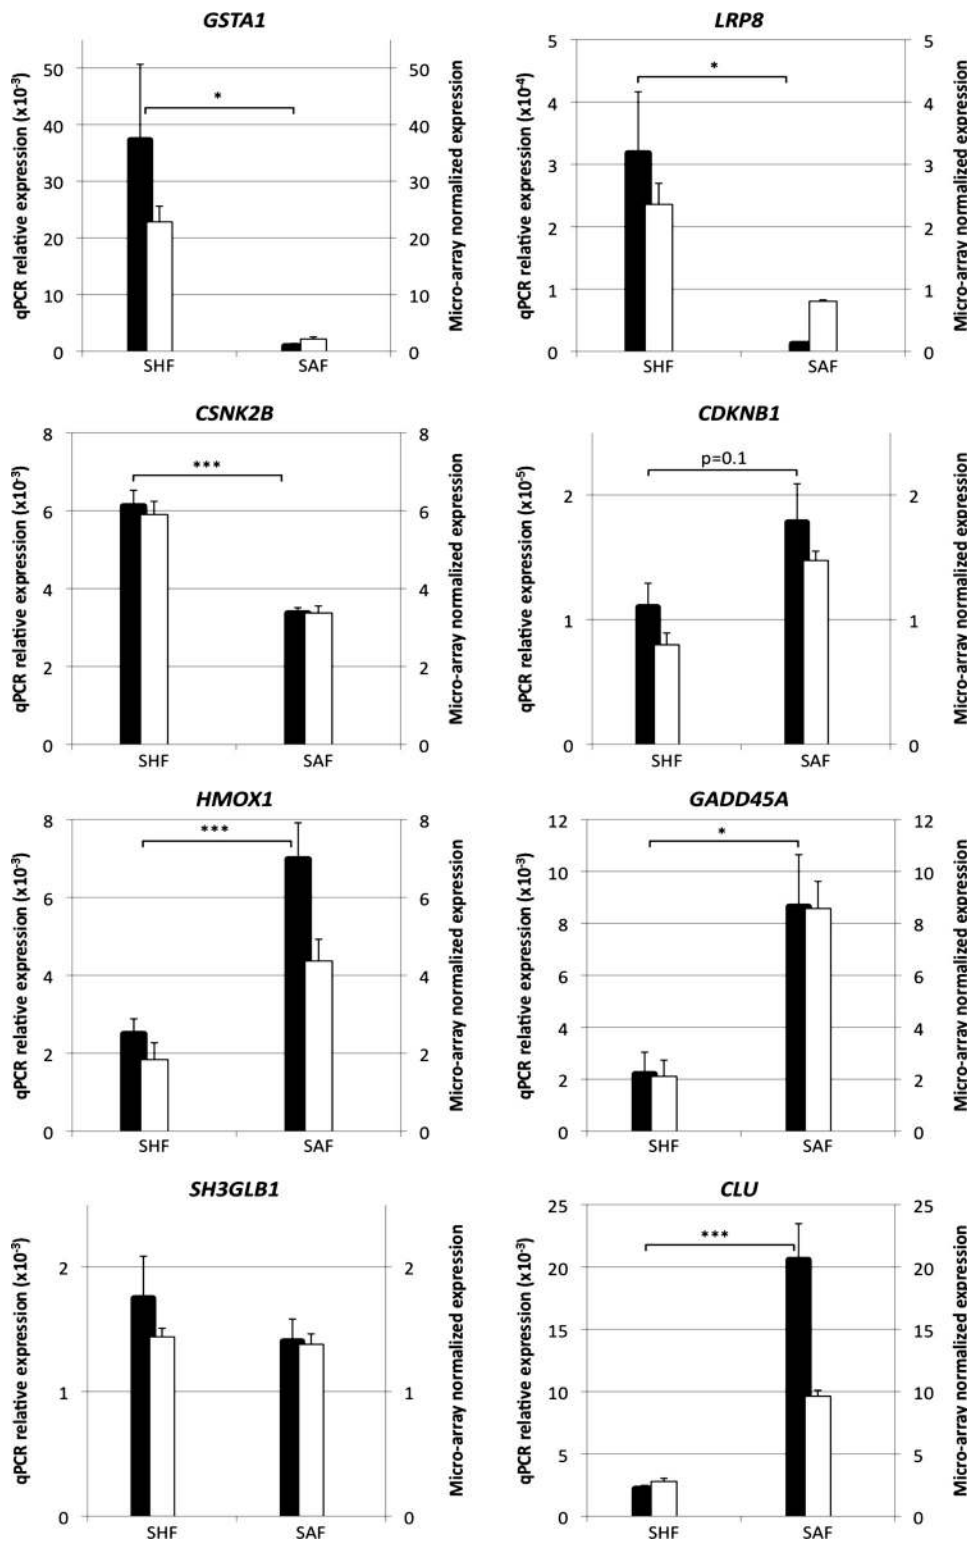 GSTA1
qPCR relative expression (x10⁻³)
50
40
30
20
10
0
*
50
40
30
20
10
0
Micro-array normalized expression
SHF
SAF
LRP8
qPCR relative expression (x10⁻⁴)
5
4
3
2
1
0
*
5
4
3
2
1
0
Micro-array normalized expression
SHF
SAF
CSNK2B
qPCR relative expression (x10⁻³)
8
6
4
2
0
***
8
6
4
2
0
Micro-array normalized expression
SHF
SAF
CDKNB1
qPCR relative expression (x10⁻⁵)
2
1
0
p=0.1
2
1
0
Micro-array normalized expression
SHF
SAF
HMOX1
qPCR relative expression (x10⁻³)
8
6
4
2
0
***
8
6
4
2
0
Micro-array normalized expression
SHF
SAF
GADD45A
qPCR relative expression (x10⁻³)
12
10
8
6
4
2
0
*
12
10
8
6
4
2
0
Micro-array normalized expression
SHF
SAF
SH3GLB1
qPCR relative expression (x10⁻³)
2
1
0
2
1
0
Micro-array normalized expression
SHF
SAF
CLU
qPCR relative expression (x10⁻³)
25
20
15
10
5
0
***
25
20
15
10
5
0
Micro-array normalized expression
SHF
SAF